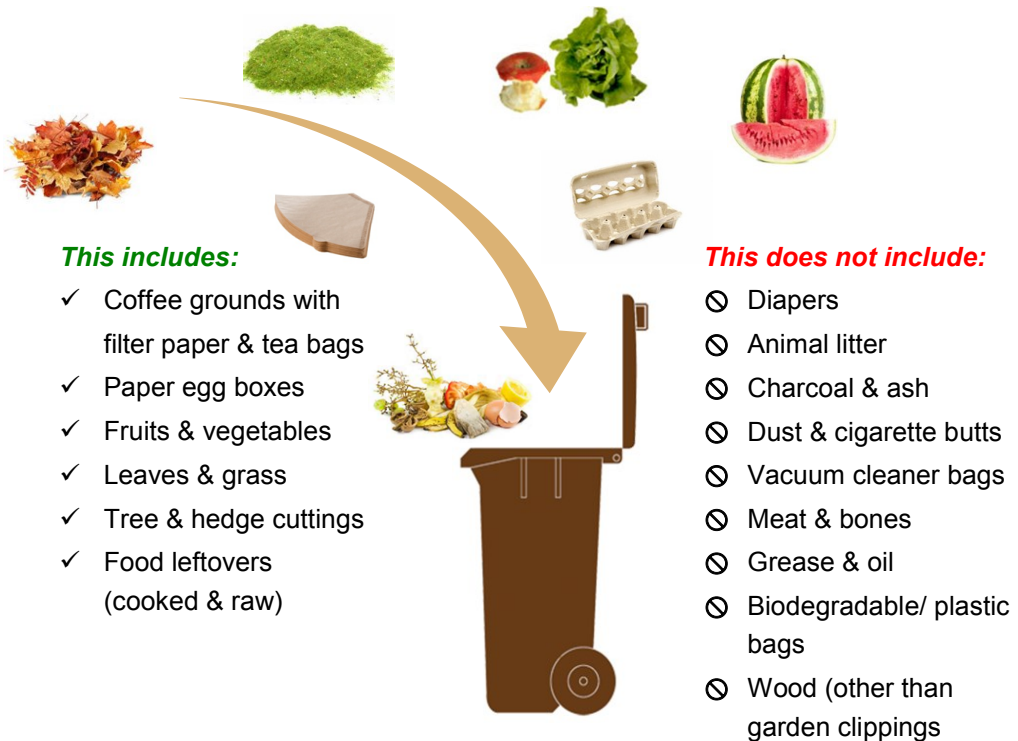 This includes:
✓ Coffee grounds with
filter paper & tea bags
✓ Paper egg boxes
✓ Fruits & vegetables
✓ Leaves & grass
✓ Tree & hedge cuttings
✓ Food leftovers
(cooked & raw)
This does not include:
🛇 Diapers
🛇 Animal litter
🛇 Charcoal & ash
🛇 Dust & cigarette butts
🛇 Vacuum cleaner bags
🛇 Meat & bones
🛇 Grease & oil
🛇 Biodegradable/ plastic
bags
🛇 Wood (other than
garden clippings